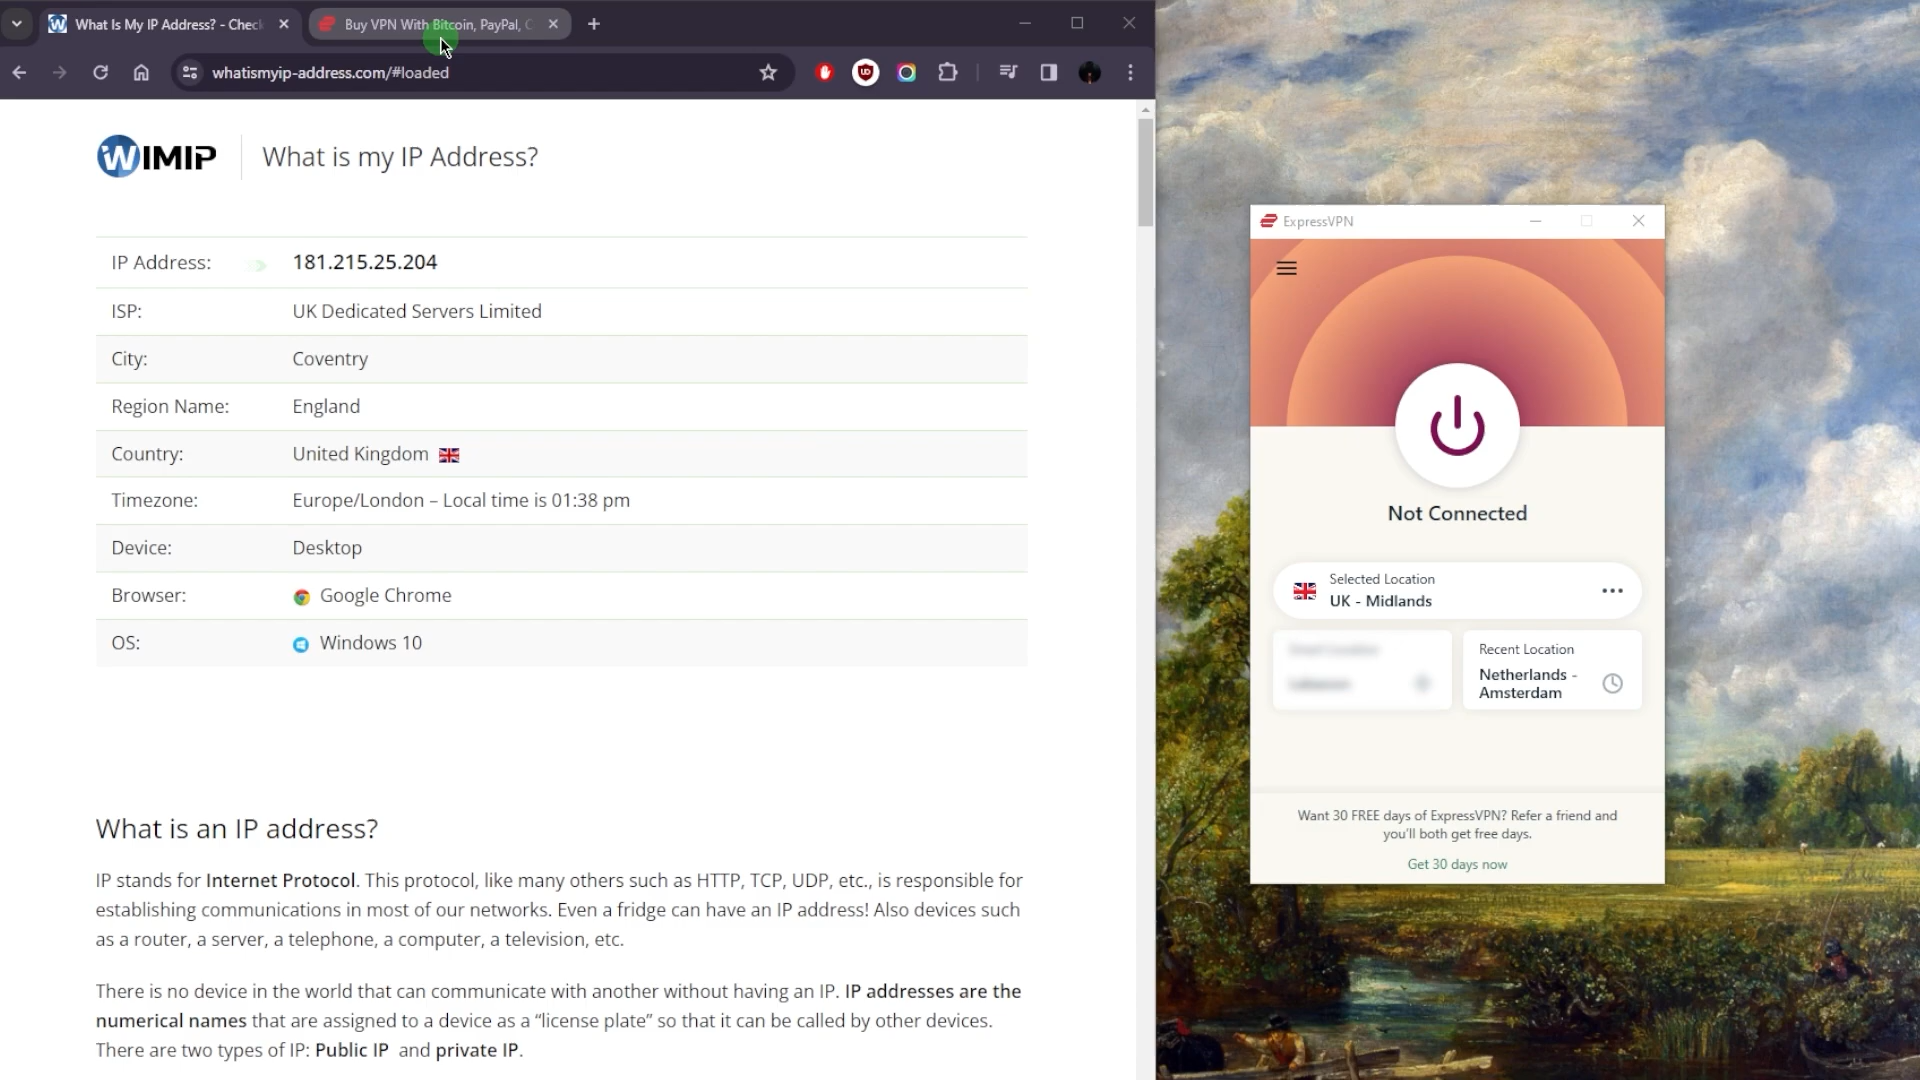 What Is My IP Address? - Chec
Buy VPN With Bitcoin, PayPal, C
whatismyip-address.com/#loaded
WIMIP
What is my IP Address?
IP Address: 181.215.25.204
ISP: UK Dedicated Servers Limited
City: Coventry
Region Name: England
Country: United Kingdom
Timezone: Europe/London – Local time is 01:38 pm
Device: Desktop
Browser: Google Chrome
OS: Windows 10
What is an IP address?
IP stands for Internet Protocol. This protocol, like many others such as HTTP, TCP, UDP, etc., is responsible for
establishing communications in most of our networks. Even a fridge can have an IP address! Also devices such
as a router, a server, a telephone, a computer, a television, etc.
There is no device in the world that can communicate with another without having an IP. IP addresses are the
numerical names that are assigned to a device as a “license plate” so that it can be called by other devices.
There are two types of IP: Public IP and private IP.
ExpressVPN
Not Connected
Selected Location
UK - Midlands
Recent Location
Netherlands -
Amsterdam
Want 30 FREE days of ExpressVPN? Refer a friend and
you'll both get free days.
Get 30 days now